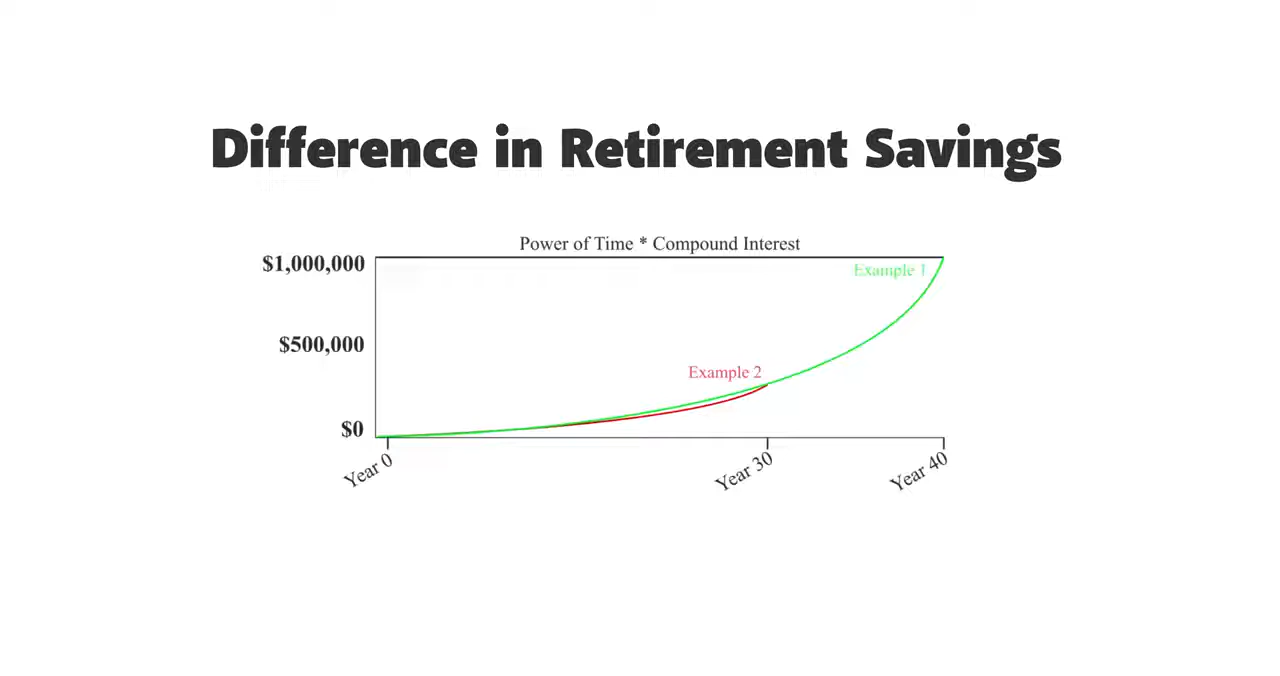 Difference in Retirement Savings
Power of Time * Compound Interest
$1,000,000
Example 1
$500,000
Example 2
$0
Year 0
Year 30
Year 40